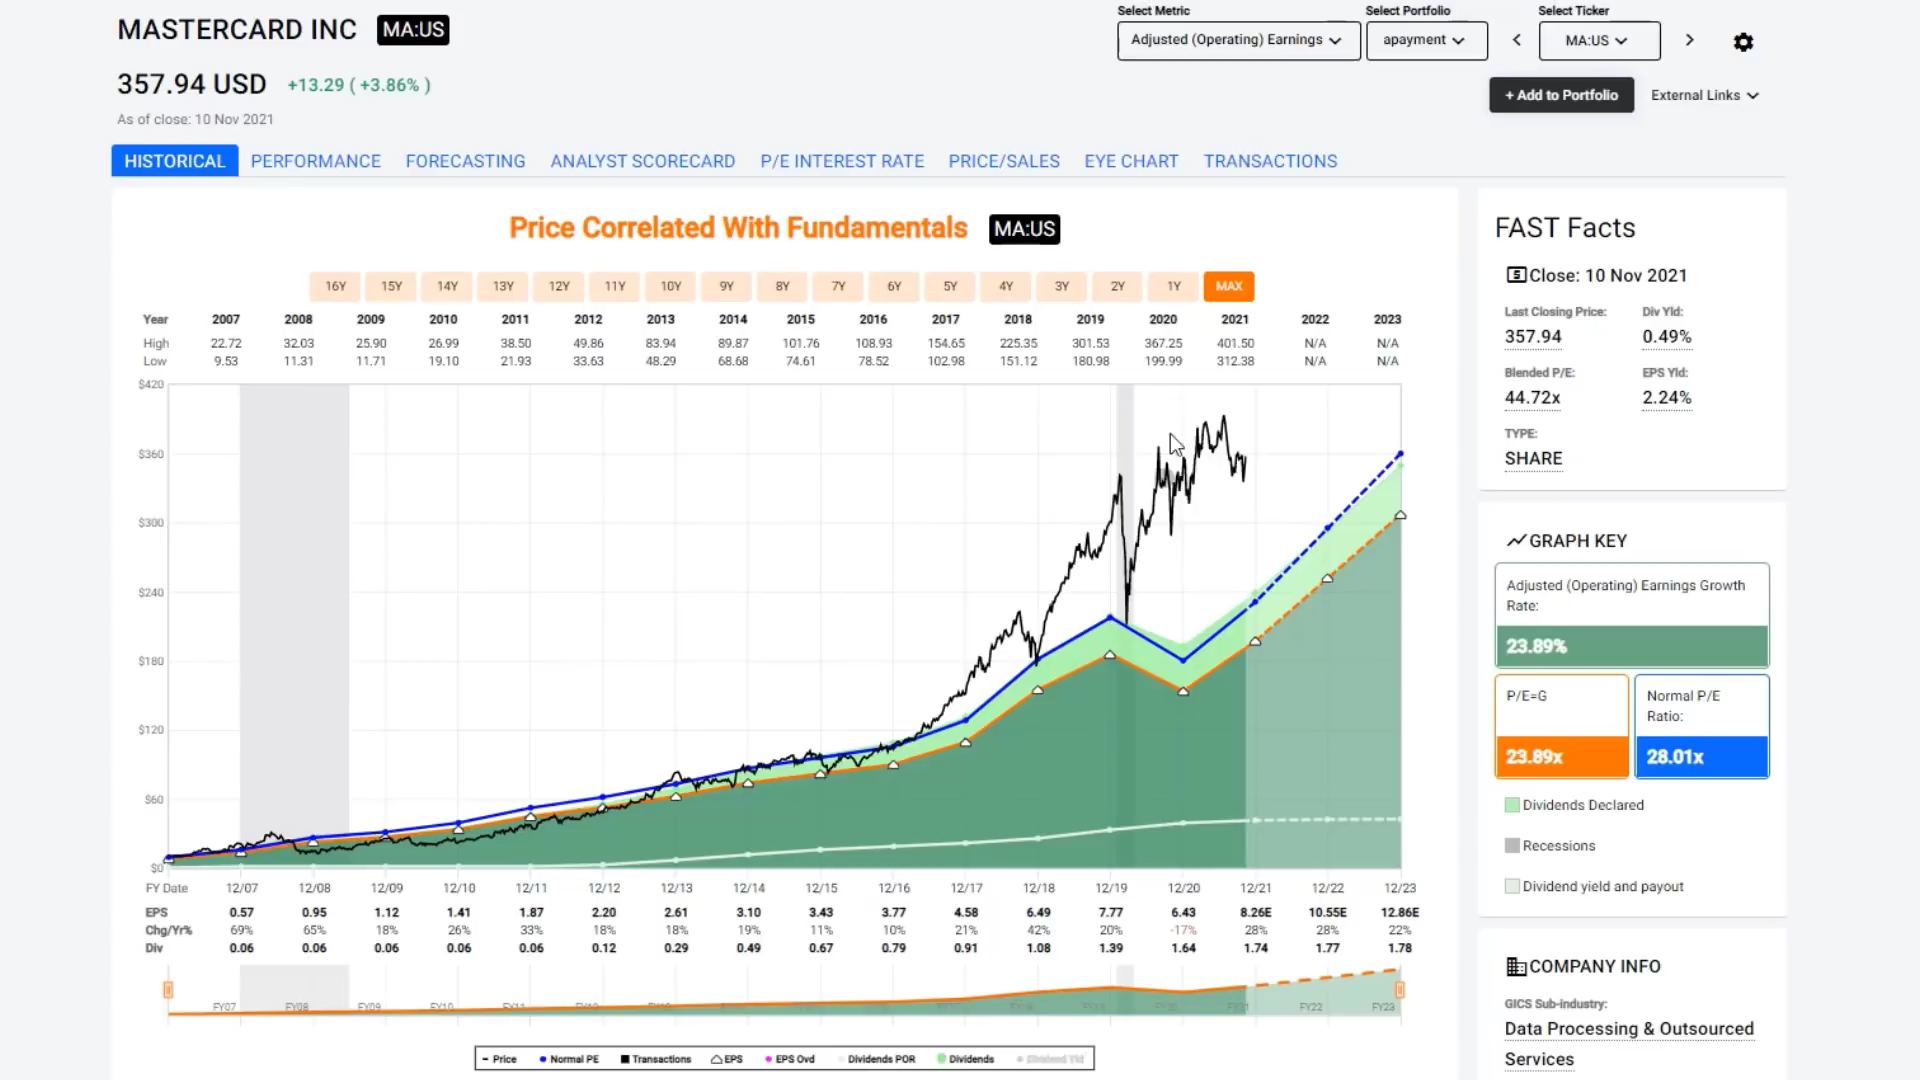 MASTERCARD INC MA:US
357.94 USD +13.29 ( +3.86% )
As of close: 10 Nov 2021
Select Metric Select Portfolio Select Ticker
Adjusted (Operating) Earnings apayment MA:US
+ Add to Portfolio External Links
HISTORICAL PERFORMANCE FORECASTING ANALYST SCORECARD P/E INTEREST RATE PRICE/SALES EYE CHART TRANSACTIONS
Price Correlated With Fundamentals MA:US
16Y 15Y 14Y 13Y 12Y 11Y 10Y 9Y 8Y 7Y 6Y 5Y 4Y 3Y 2Y 1Y MAX
Year 2007 2008 2009 2010 2011 2012 2013 2014 2015 2016 2017 2018 2019 2020 2021 2022 2023
High 22.72 32.03 25.90 26.99 38.50 49.86 83.94 89.87 101.76 108.93 154.65 225.35 301.53 367.25 401.50 N/A N/A
Low 9.53 11.31 11.71 19.10 21.93 33.63 48.29 68.68 74.61 78.52 102.98 151.12 180.98 199.99 312.38 N/A N/A
$420
$360
$300
$240
$180
$120
$60
$0
FY Date 12/07 12/08 12/09 12/10 12/11 12/12 12/13 12/14 12/15 12/16 12/17 12/18 12/19 12/20 12/21 12/22 12/23
EPS 0.57 0.95 1.12 1.41 1.87 2.20 2.61 3.10 3.43 3.77 4.58 6.49 7.77 6.43 8.26E 10.55E 12.86E
Chg/Yr% 69% 65% 18% 26% 33% 18% 18% 19% 11% 10% 21% 42% 20% -17% 28% 28% 22%
Div 0.06 0.06 0.06 0.06 0.06 0.12 0.29 0.49 0.67 0.79 0.91 1.08 1.39 1.64 1.74 1.77 1.78
FY07 FY08 FY09 FY10 FY11 FY22 FY23
Price Normal PE Transactions EPS EPS Ovd Dividends POR Dividends Dividend Yld
FAST Facts
Close: 10 Nov 2021
Last Closing Price: Div Yld:
357.94 0.49%
Blended P/E: EPS Yld:
44.72x 2.24%
TYPE:
SHARE
GRAPH KEY
Adjusted (Operating) Earnings Growth
Rate:
23.89%
P/E=G Normal P/E
Ratio:
23.89x 28.01x
Dividends Declared
Recessions
Dividend yield and payout
COMPANY INFO
GICS Sub-industry:
Data Processing & Outsourced
Services